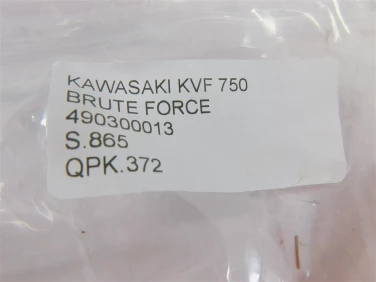 KAWASAKI KVF 750
BRUTE FORCE
490300013
S.865
QPK.372